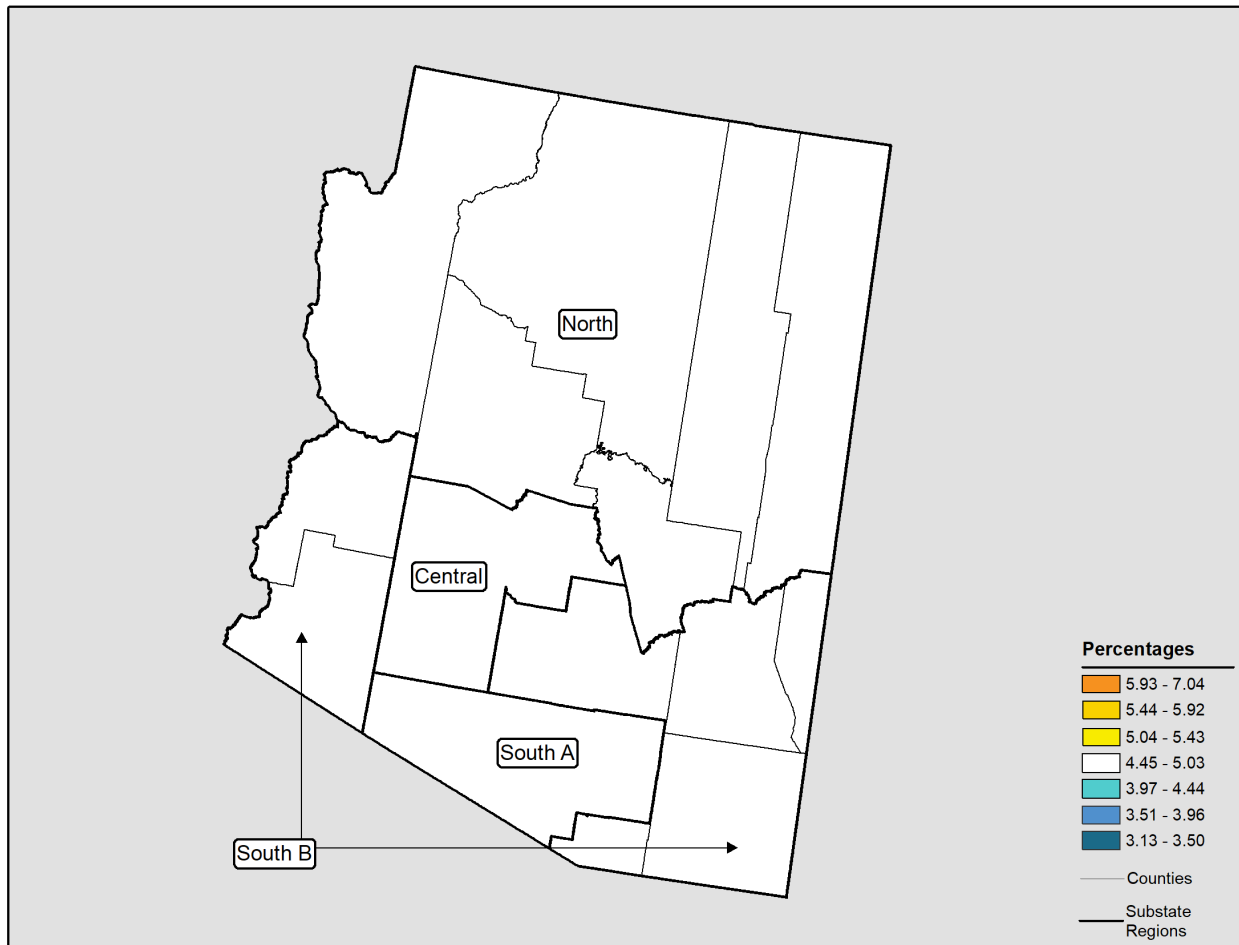 North
Central
South A
South B
Percentages
5.93 - 7.04
5.44 - 5.92
5.04 - 5.43
4.45 - 5.03
3.97 - 4.44
3.51 - 3.96
3.13 - 3.50
Counties
Substate
Regions